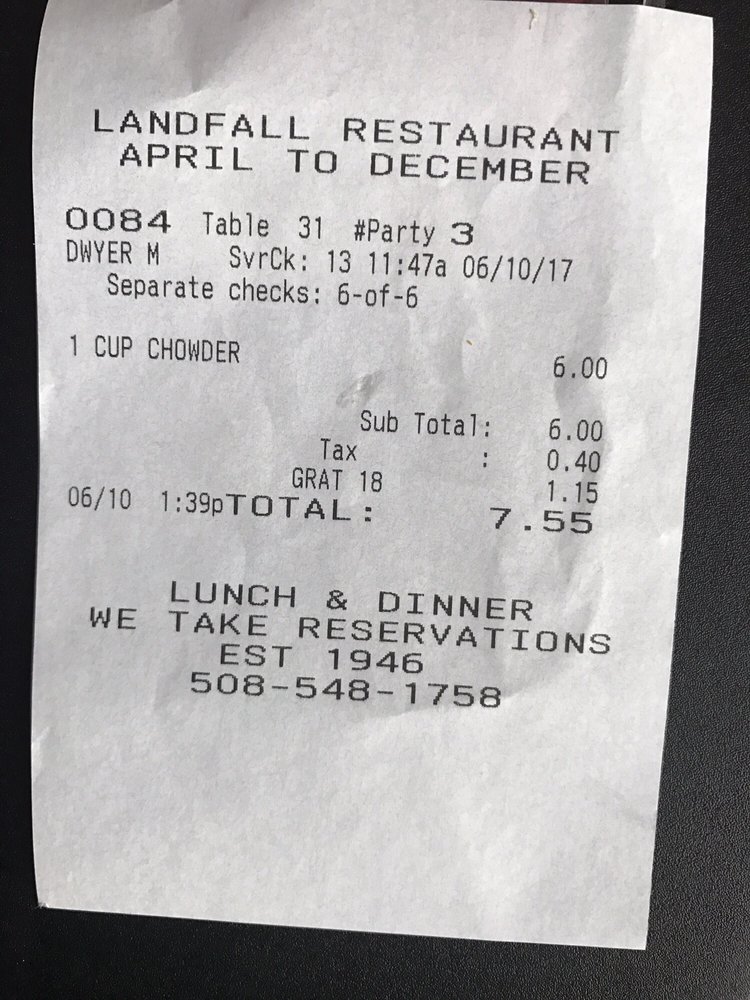 LANDFALL RESTAURANT
APRIL TO DECEMBER
0084 Table 31 #Party 3
DWYER M SvrCk: 13 11:47a 06/10/17
Separate checks: 6-of-6
1 CUP CHOWDER 6.00
Sub Total: 6.00
Tax : 0.40
GRAT 18 1.15
06/10 1:39pTOTAL: 7.55
LUNCH & DINNER
WE TAKE RESERVATIONS
EST 1946
508-548-1758